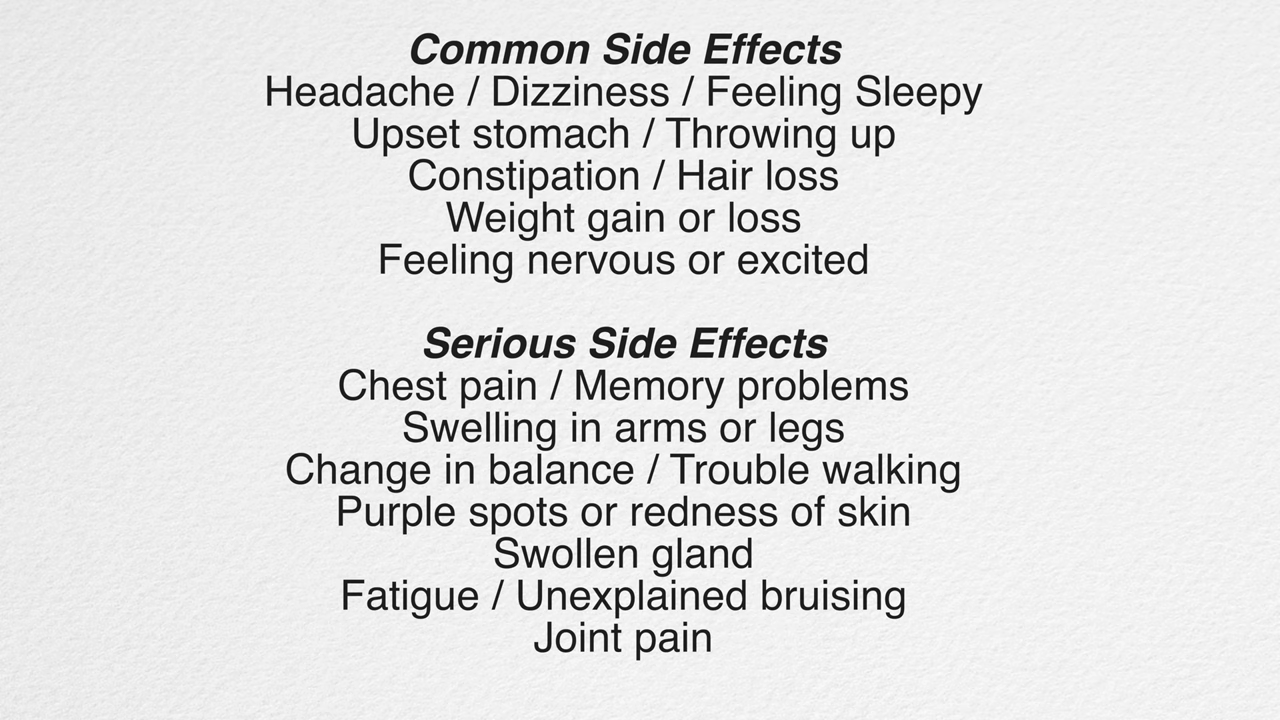 Common Side Effects
Headache / Dizziness / Feeling Sleepy
Upset stomach / Throwing up
Constipation / Hair loss
Weight gain or loss
Feeling nervous or excited
Serious Side Effects
Chest pain / Memory problems
Swelling in arms or legs
Change in balance / Trouble walking
Purple spots or redness of skin
Swollen gland
Fatigue / Unexplained bruising
Joint pain